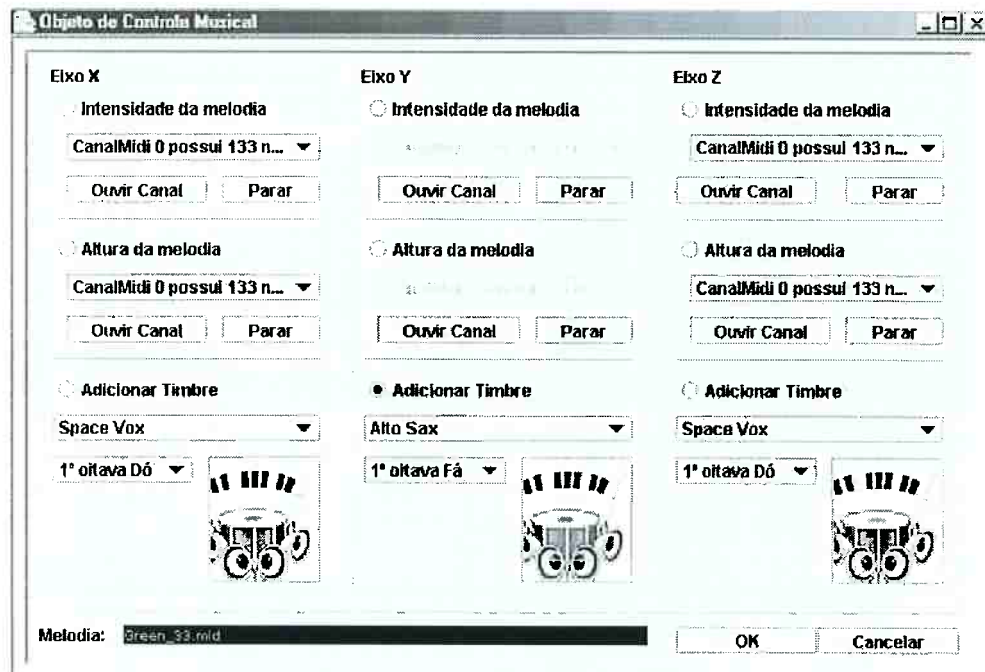 Objeto de Controle Musical
Eixo X
Intensidade da melodia
CanalMidi 0 possui 133 n...
Ouvir Canal Parar
Altura da melodia
CanalMidi 0 possui 133 n...
Ouvir Canal Parar
Adicionar Timbre
Space Vox
1ª oitava Dó
Eixo Y
Intensidade da melodia
Ouvir Canal Parar
Altura da melodia
Ouvir Canal Parar
Adicionar Timbre
Alto Sax
1ª oitava Fá
Eixo Z
Intensidade da melodia
CanalMidi 0 possui 133 n...
Ouvir Canal Parar
Altura da melodia
CanalMidi 0 possui 133 n...
Ouvir Canal Parar
Adicionar Timbre
Space Vox
1ª oitava Dó
Melodia: Green_33.mid
OK Cancelar